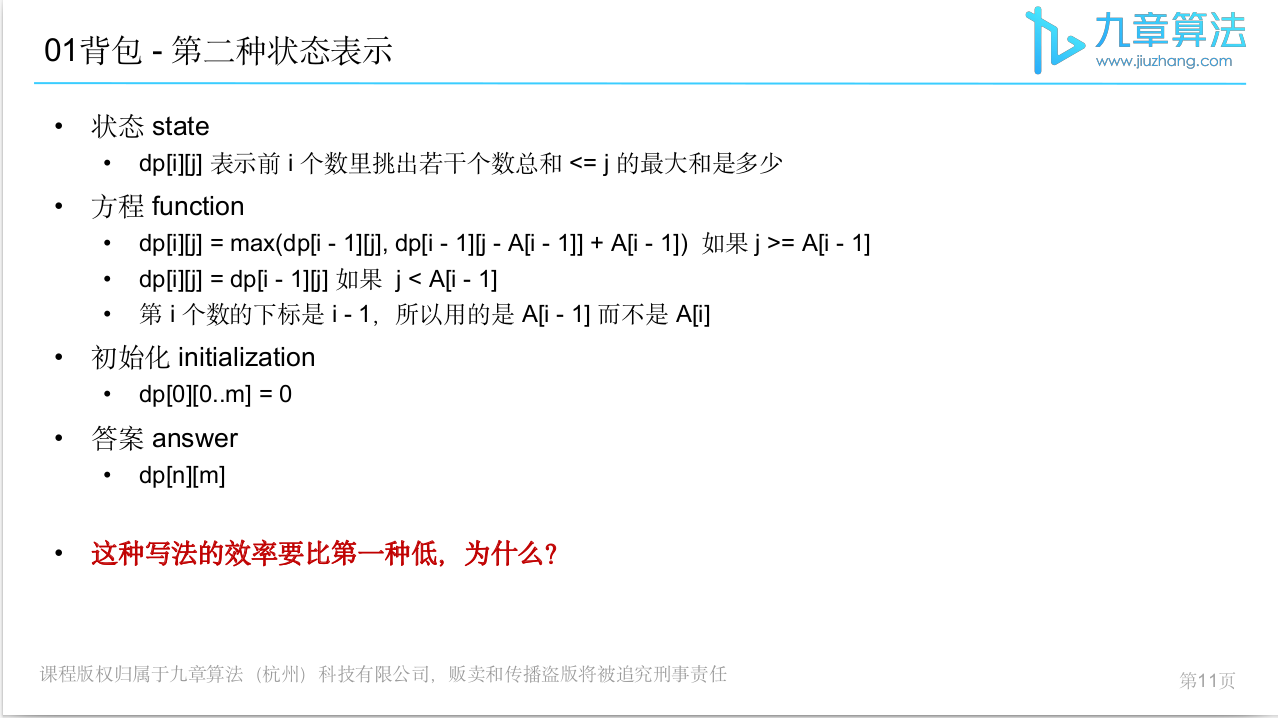 01背包 - 第二种状态表示
九章算法
www.jiuzhang.com
• 状态 state
• dp[i][j] 表示前 i 个数里挑出若干个数总和 <= j 的最大和是多少
• 方程 function
• dp[i][j] = max(dp[i - 1][j], dp[i - 1][j - A[i - 1]] + A[i - 1]) 如果 j >= A[i - 1]
• dp[i][j] = dp[i - 1][j] 如果 j < A[i - 1]
• 第 i 个数的下标是 i - 1，所以用的是 A[i - 1] 而不是 A[i]
• 初始化 initialization
• dp[0][0..m] = 0
• 答案 answer
• dp[n][m]
• 这种写法的效率要比第一种低，为什么？
课程版权归属于九章算法（杭州）科技有限公司，贩卖和传播盗版将被追究刑事责任
第11页